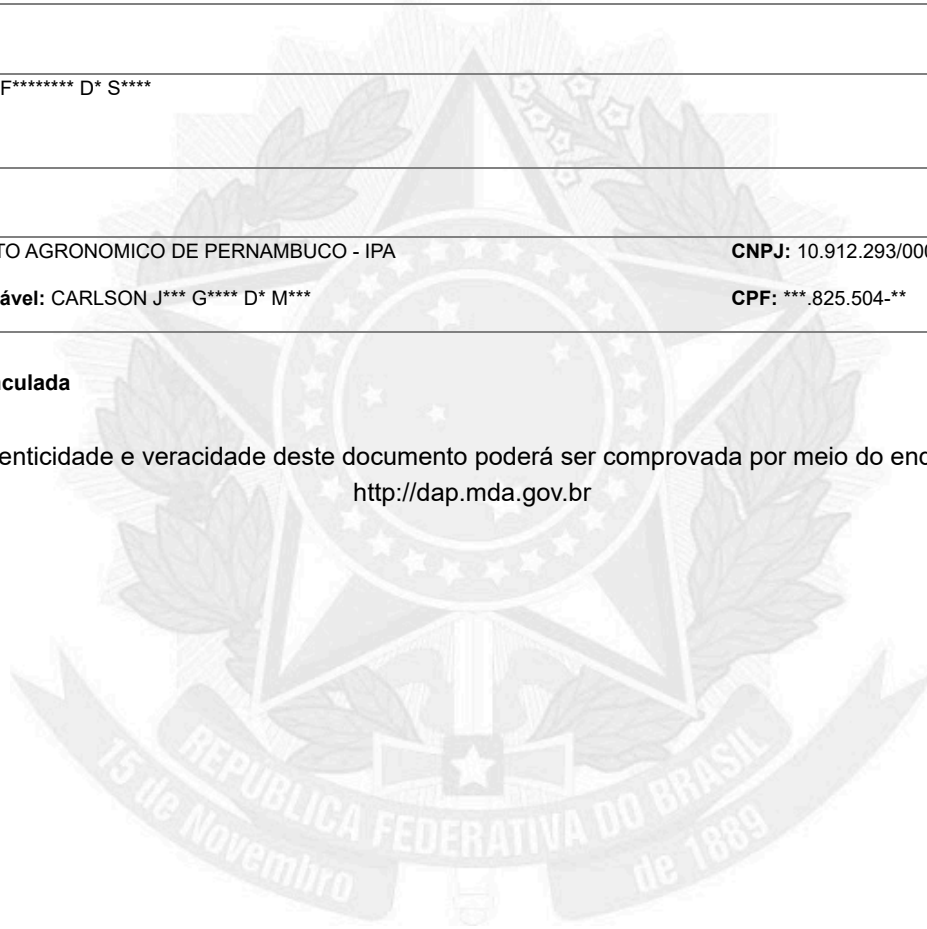 F******** D* S****
TO AGRONOMICO DE PERNAMBUCO - IPA CNPJ: 10.912.293/000
ável: CARLSON J*** G**** D* M*** CPF: ***.825.504-**
culada
enticidade e veracidade deste documento poderá ser comprovada por meio do end
http://dap.mda.gov.br
REPÚBLICA FEDERATIVA DO BRASIL
15 de Novembro de 1889